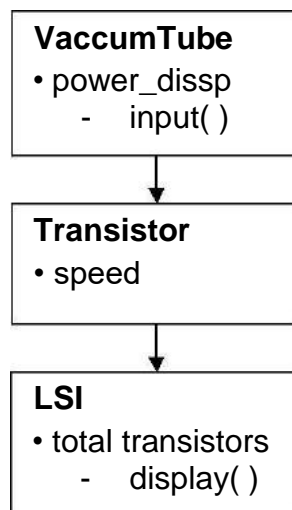 VaccumTube
• power_dissp
- input( )
Transistor
• speed
LSI
• total transistors
- display( )